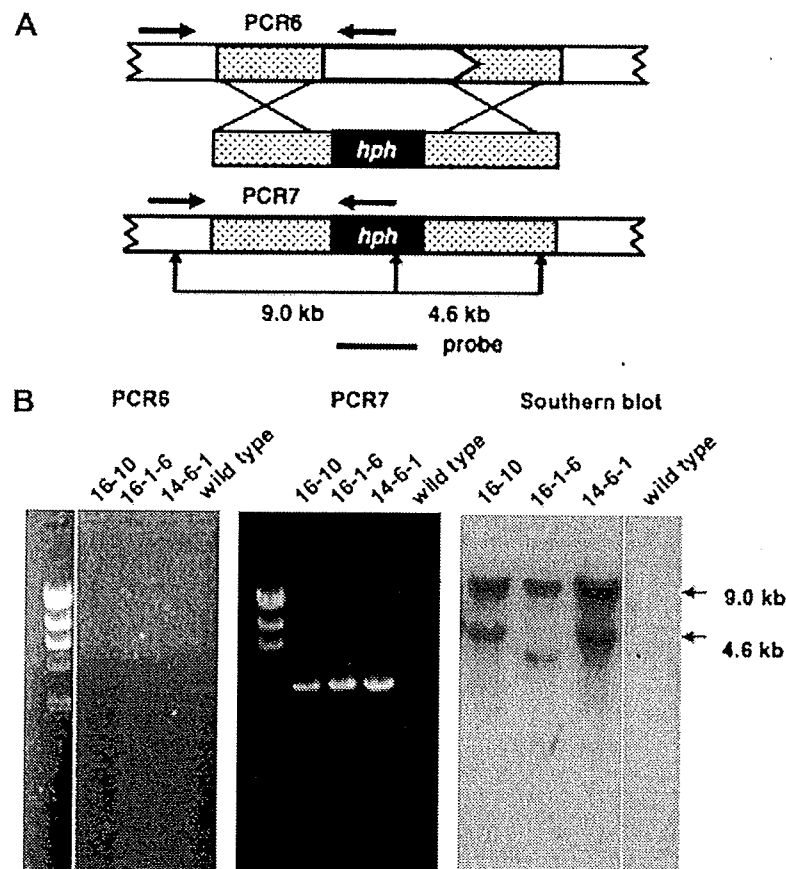 A
PCR6
hph
PCR7
hph
9.0 kb 4.6 kb
probe
B
PCR6 PCR7 Southern blot
16-10 16-1-6 14-6-1 wild type 16-10 16-1-6 14-6-1 wild type 16-10 16-1-6 14-6-1 wild type
9.0 kb
4.6 kb